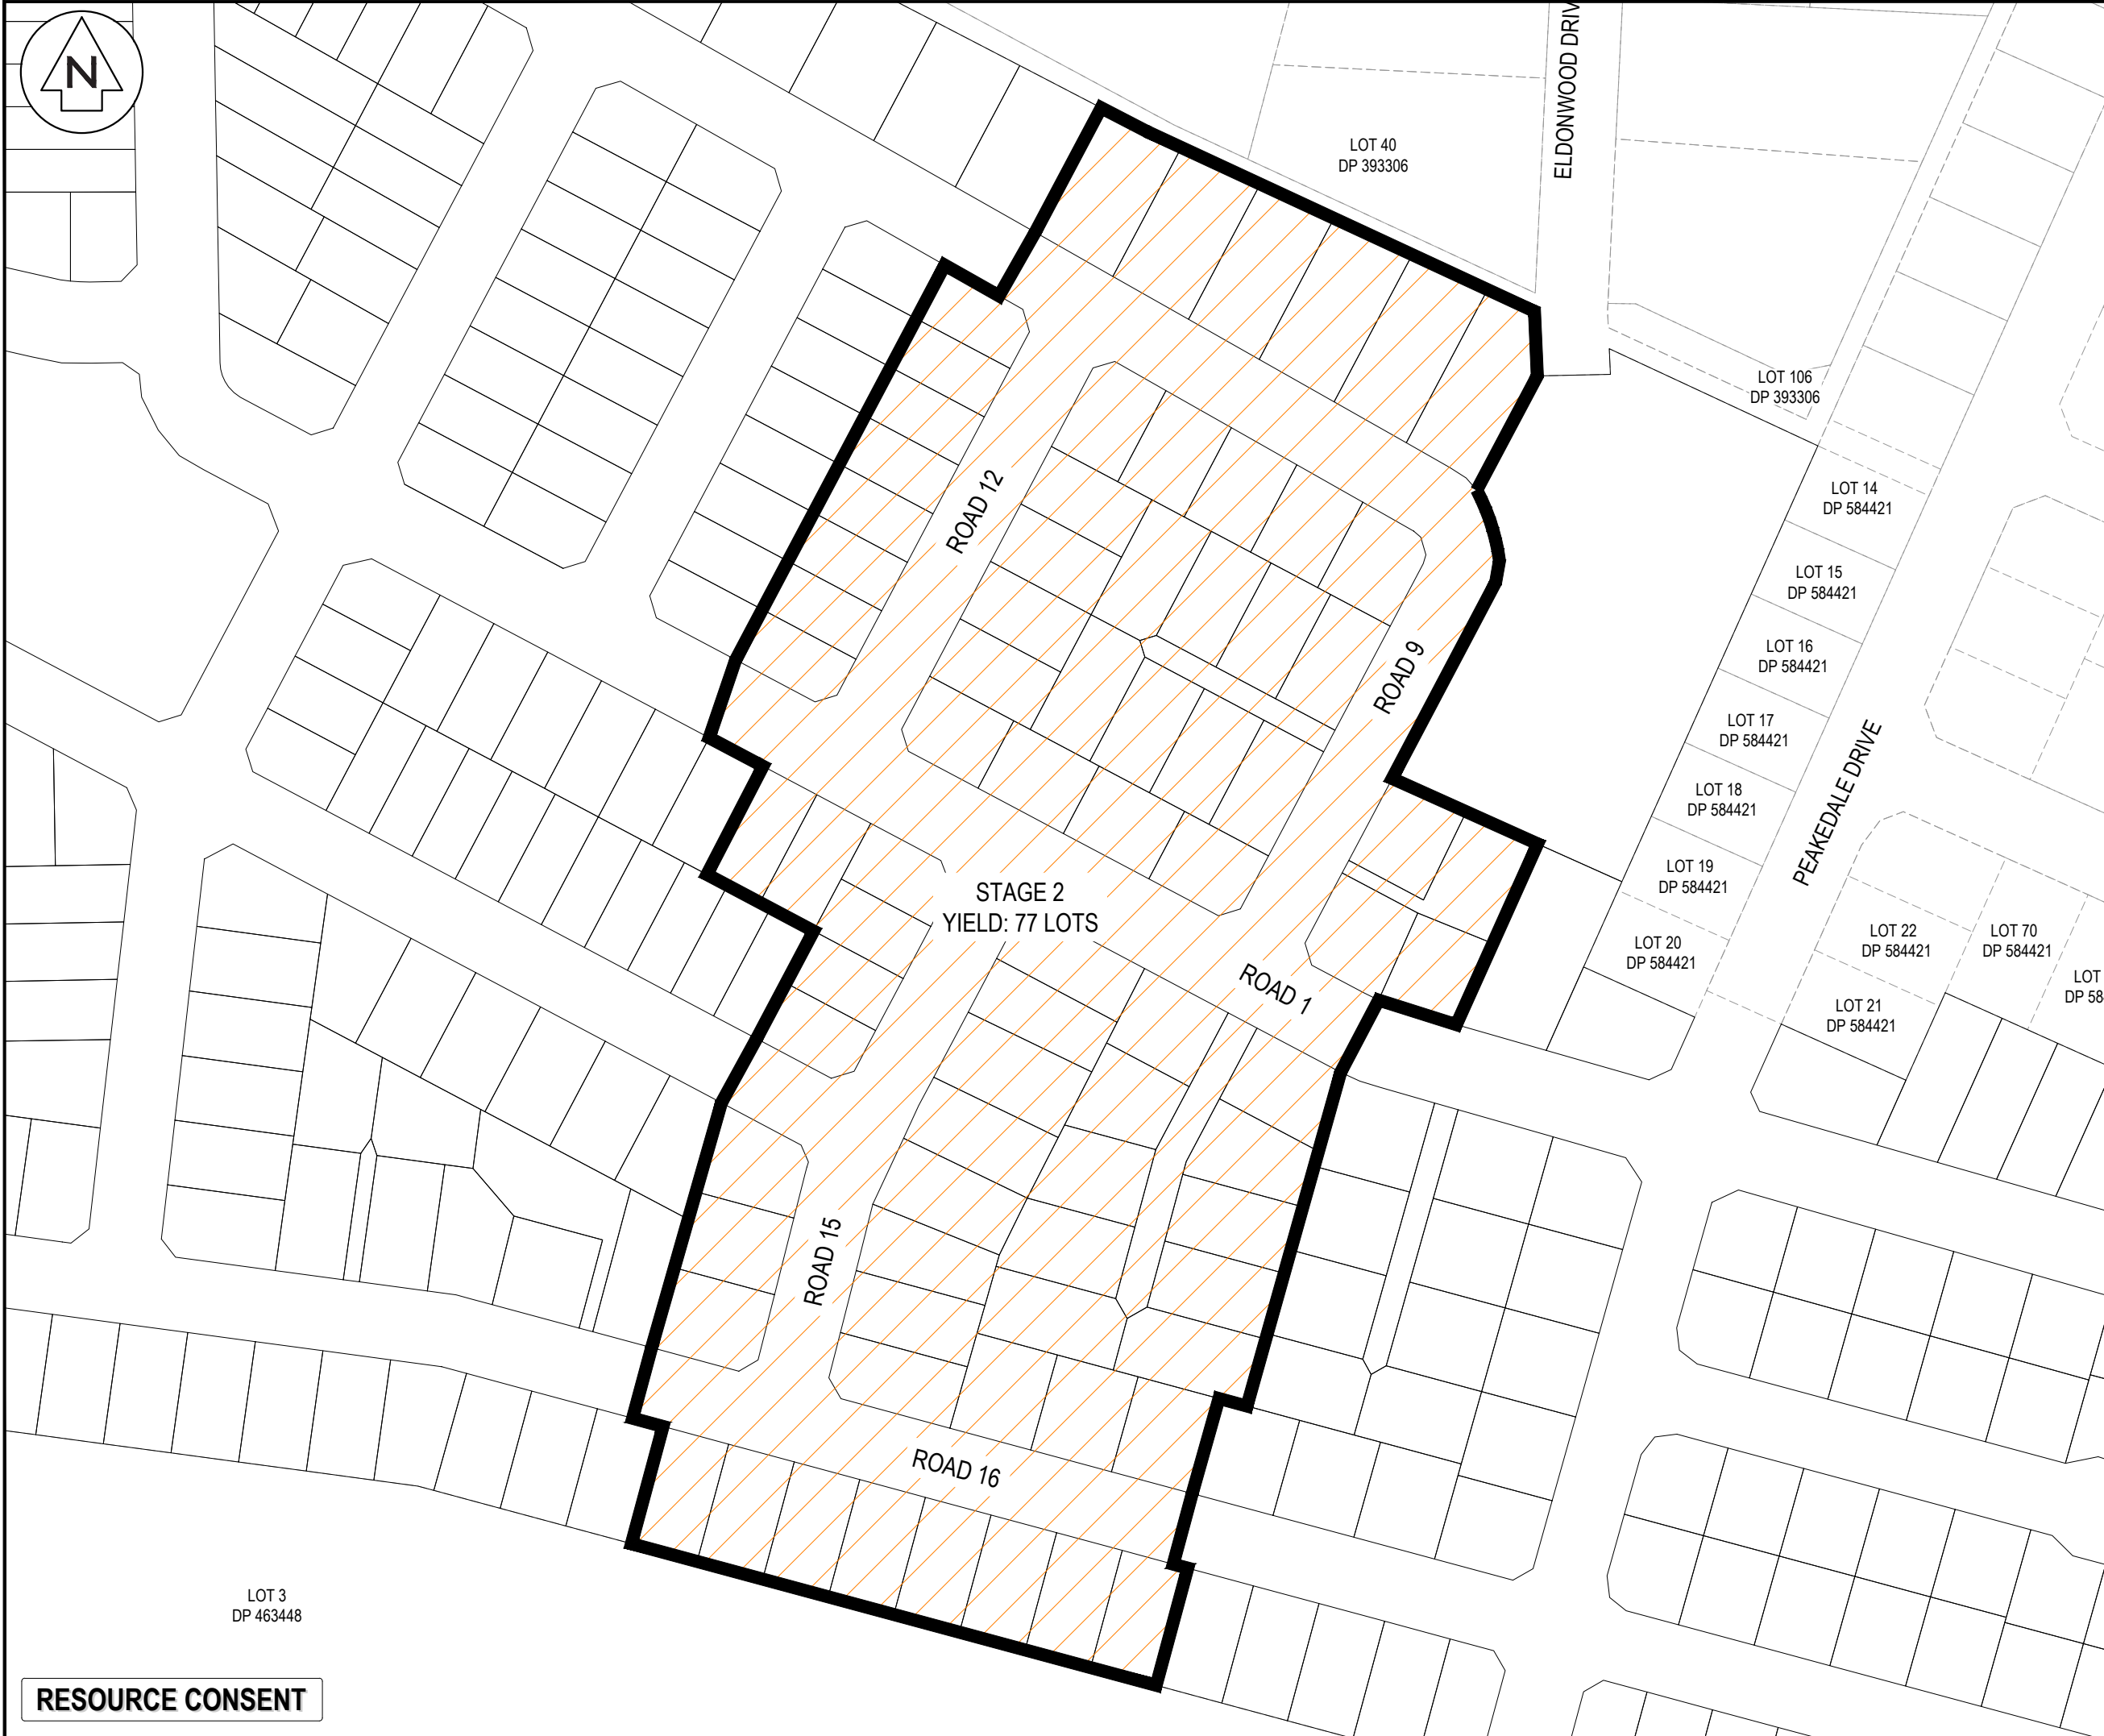 N
ELDONWOOD DRIV
LOT 40
DP 393306
LOT 106
DP 393306
LOT 14
DP 584421
LOT 15
DP 584421
LOT 16
DP 584421
LOT 17
DP 584421
LOT 18
DP 584421
LOT 19
DP 584421
LOT 20
DP 584421
PEAKEDALE DRIVE
LOT 22
DP 584421
LOT 70
DP 584421
LOT
DP 58
LOT 21
DP 584421
ROAD 12
ROAD 9
STAGE 2
YIELD: 77 LOTS
ROAD 1
ROAD 15
ROAD 16
LOT 3
DP 463448
RESOURCE CONSENT